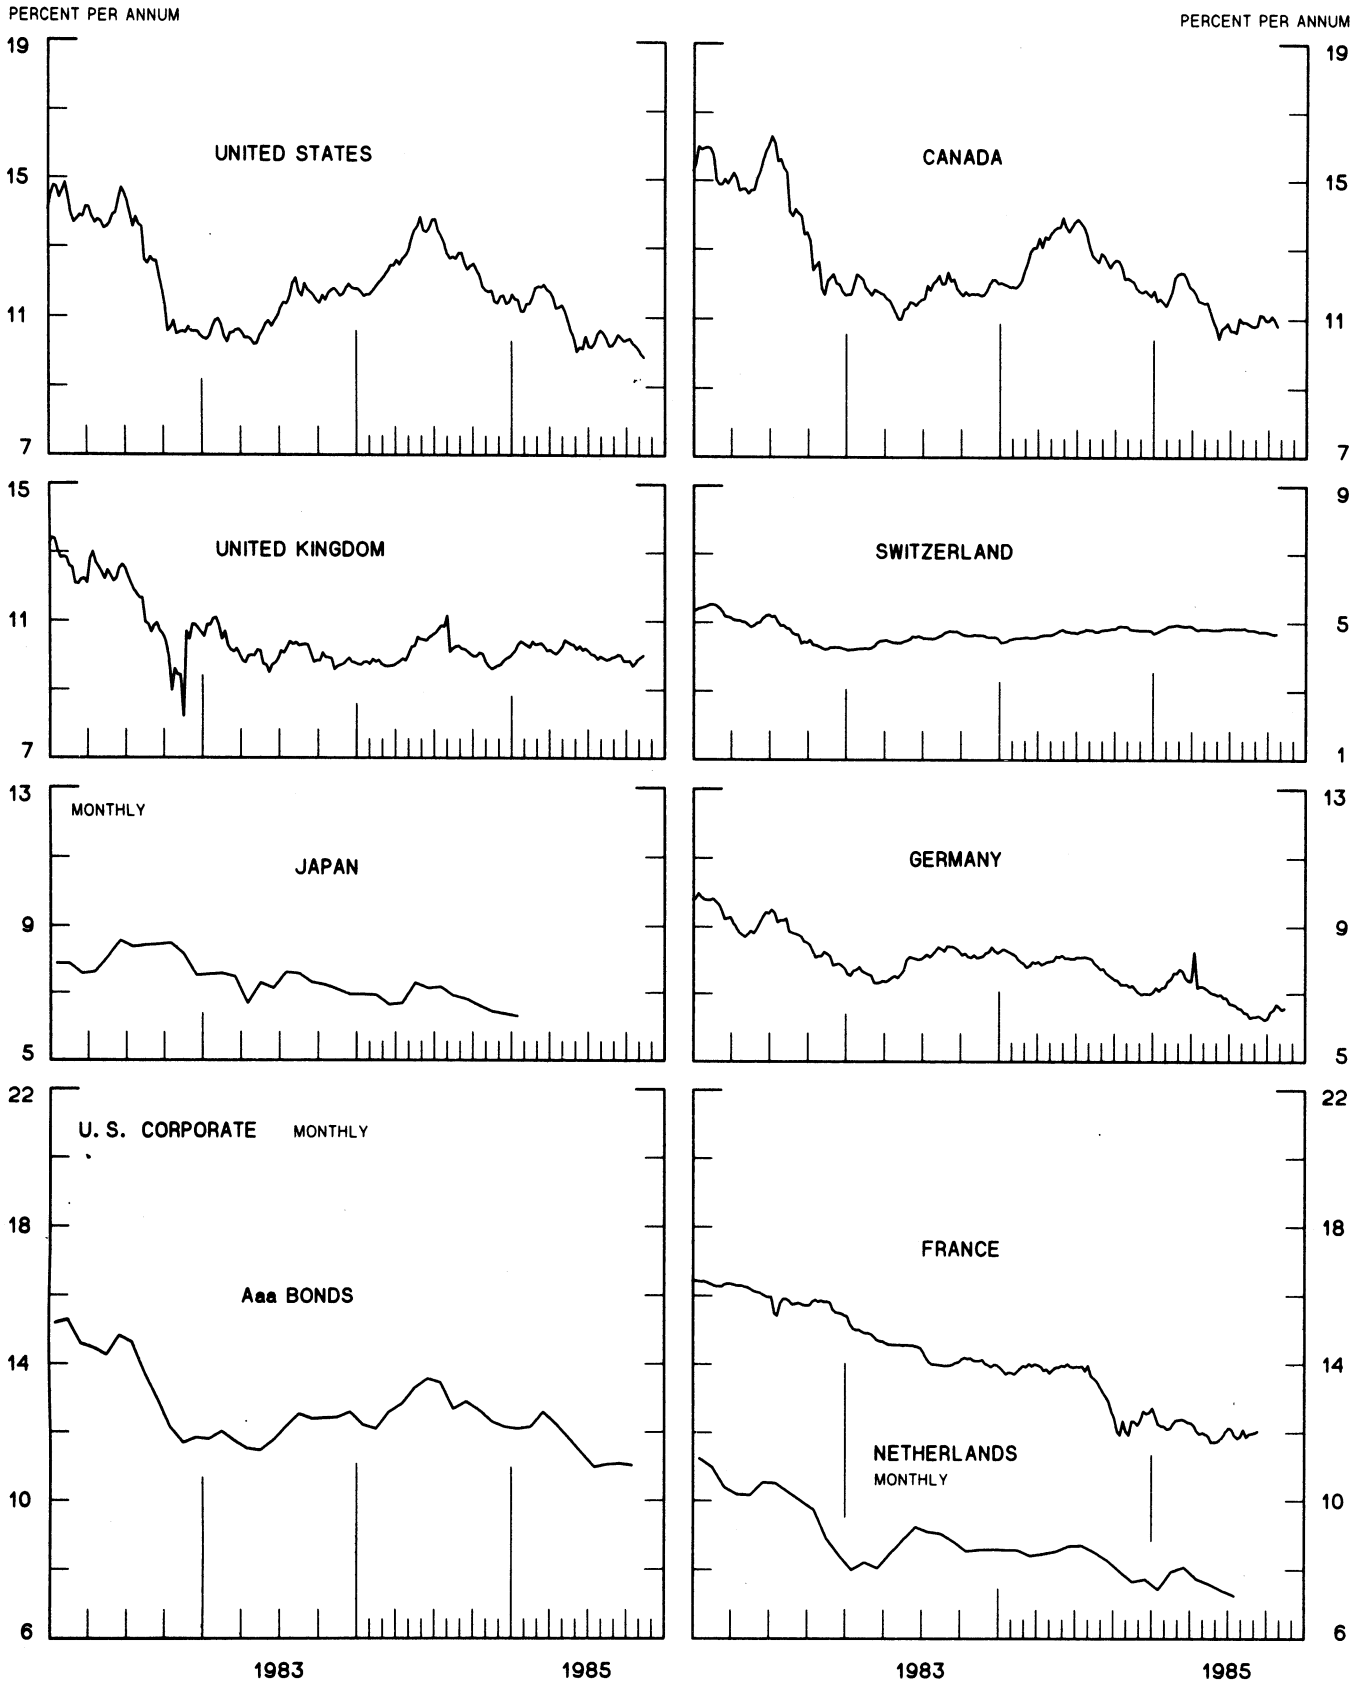 PERCENT PER ANNUM
PERCENT PER ANNUM
19
15
11
7
UNITED STATES
19
15
11
7
CANADA
15
11
7
UNITED KINGDOM
9
5
1
SWITZERLAND
13
9
5
MONTHLY
JAPAN
13
9
5
GERMANY
22
18
14
10
6
U. S. CORPORATE MONTHLY
Aaa BONDS
22
18
14
10
6
FRANCE
NETHERLANDS
MONTHLY
1983 1985
1983 1985